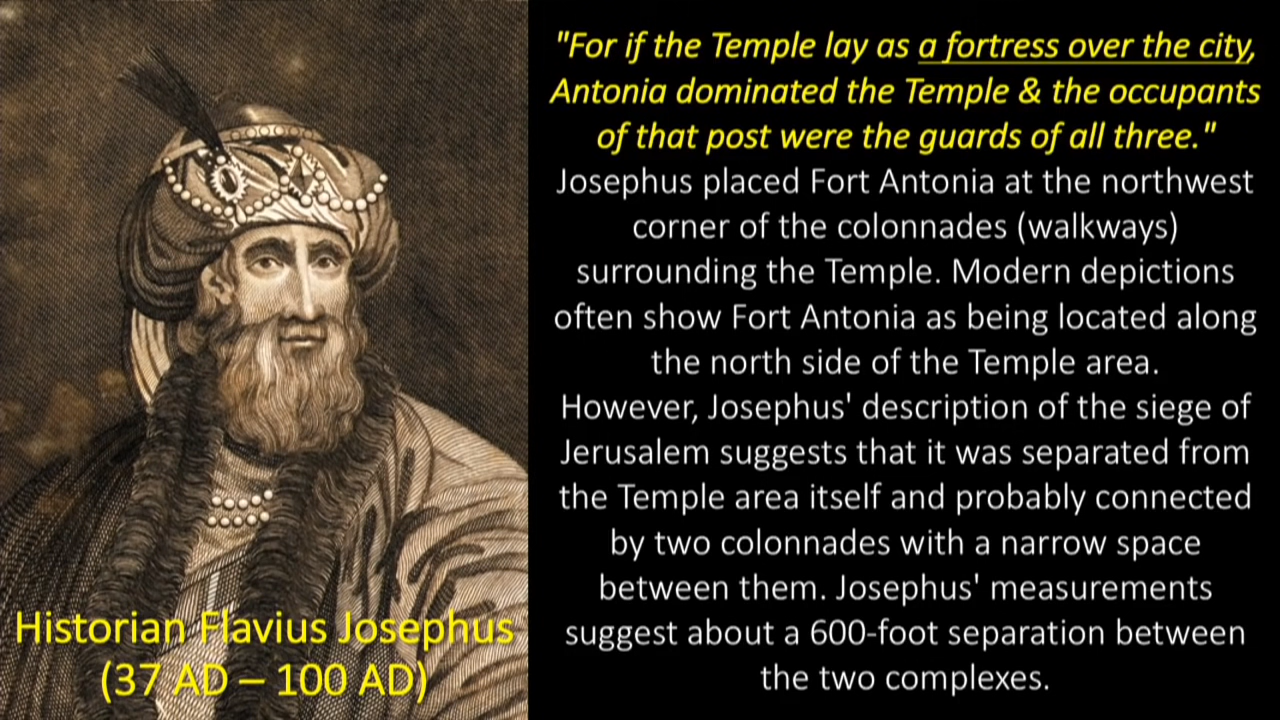 "For if the Temple lay as a fortress over the city,
Antonia dominated the Temple & the occupants
of that post were the guards of all three."
Josephus placed Fort Antonia at the northwest
corner of the colonnades (walkways)
surrounding the Temple. Modern depictions
often show Fort Antonia as being located along
the north side of the Temple area.
However, Josephus' description of the siege of
Jerusalem suggests that it was separated from
the Temple area itself and probably connected
by two colonnades with a narrow space
between them. Josephus' measurements
suggest about a 600-foot separation between
the two complexes.
Historian Flavius Josephus
(37 AD – 100 AD)